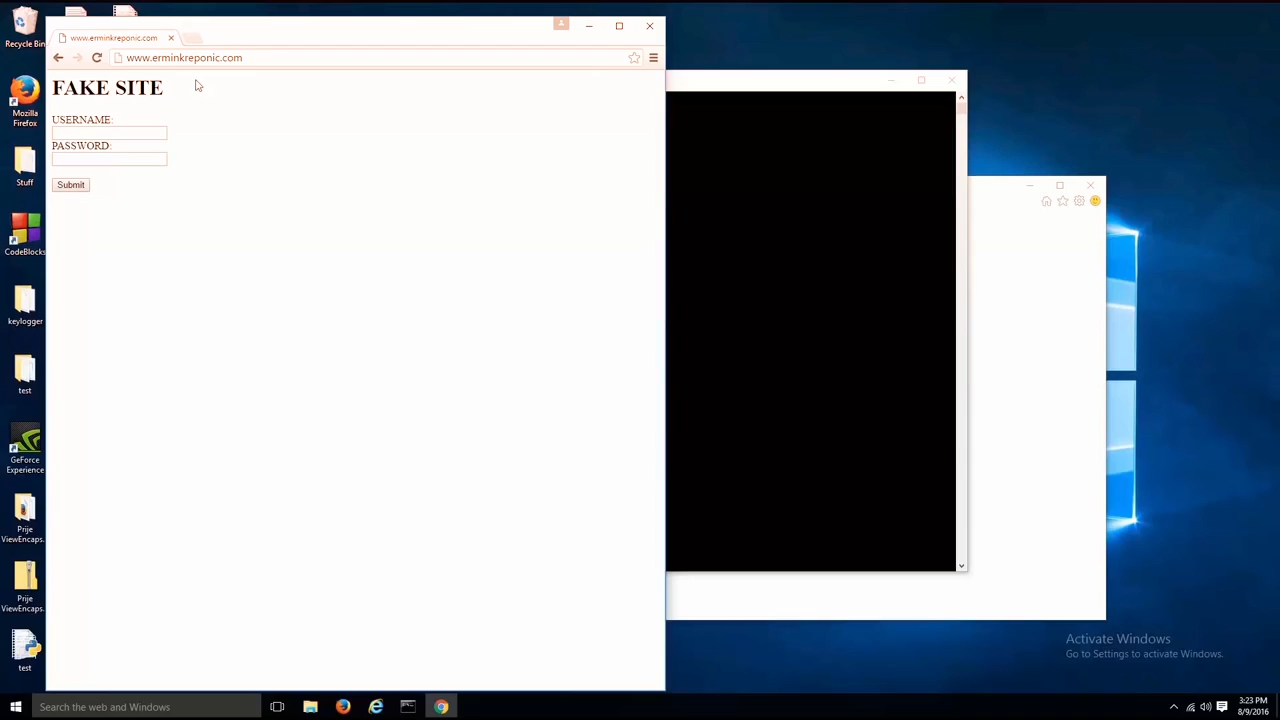 Recycle Bin
Mozilla
Firefox
Stuff
CodeBlocks
keylogger
test
GeForce
Experience
Prije
ViewEncaps...
Prije
ViewEncaps...
test
www.erminkreponic.com
www.erminkreponic.com
FAKE SITE
USERNAME:
PASSWORD:
Submit
Activate Windows
Go to Settings to activate Windows.
Search the web and Windows
3:23 PM
8/9/2016